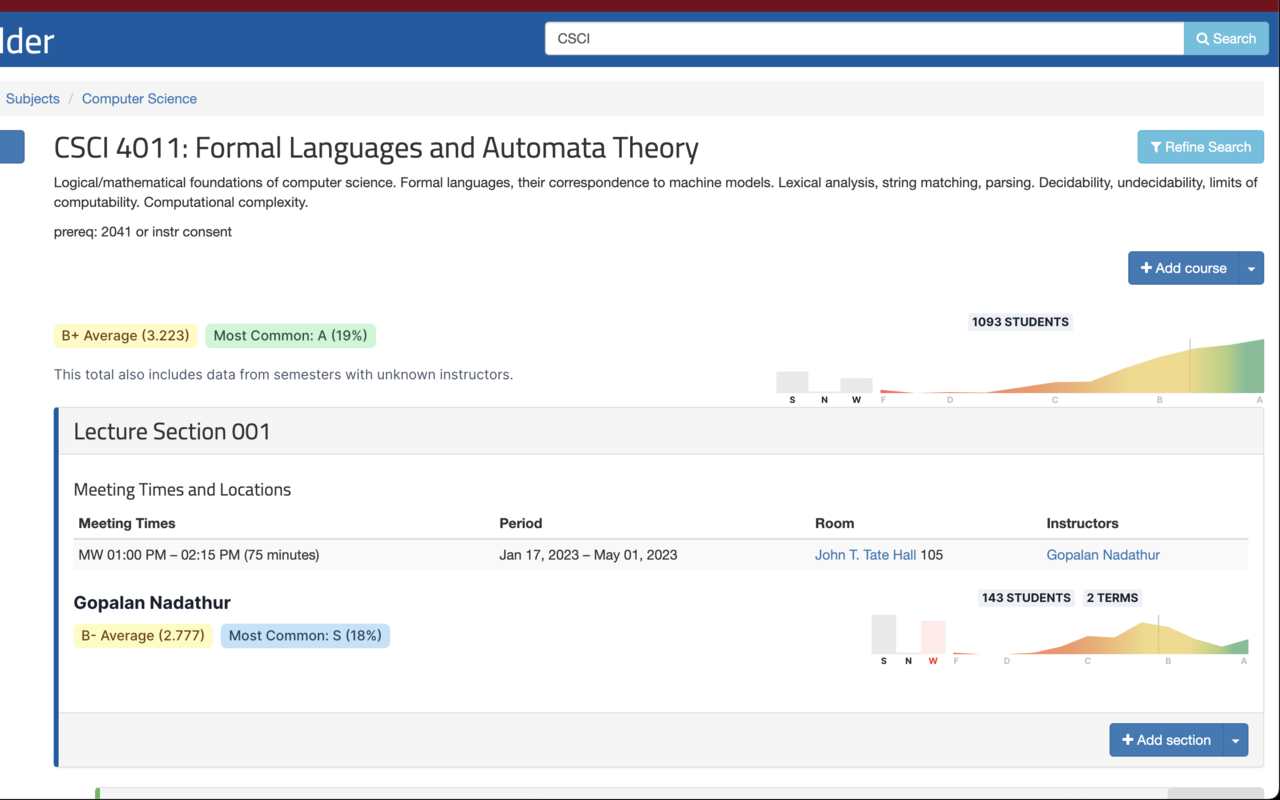 lder
CSCI
Search
Subjects / Computer Science
CSCI 4011: Formal Languages and Automata Theory
Refine Search
Logical/mathematical foundations of computer science. Formal languages, their correspondence to machine models. Lexical analysis, string matching, parsing. Decidability, undecidability, limits of
computability. Computational complexity.
prereq: 2041 or instr consent
+ Add course
B+ Average (3.223) Most Common: A (19%)
1093 STUDENTS
This total also includes data from semesters with unknown instructors.
S N W F D C B A
Lecture Section 001
Meeting Times and Locations
Meeting Times Period Room Instructors
MW 01:00 PM – 02:15 PM (75 minutes) Jan 17, 2023 – May 01, 2023 John T. Tate Hall 105 Gopalan Nadathur
Gopalan Nadathur
143 STUDENTS 2 TERMS
B- Average (2.777) Most Common: S (18%)
S N W F D C B A
+ Add section